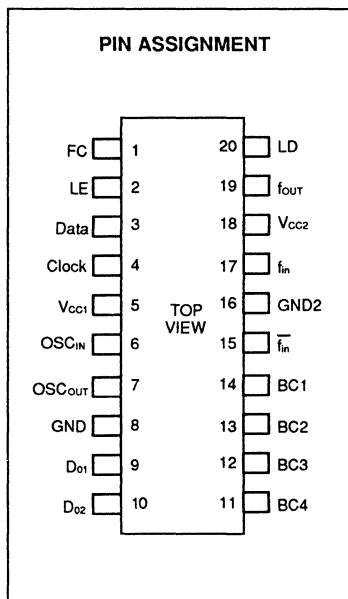 PIN ASSIGNMENT
FC 1 20 LD
LE 2 19 fOUT
Data 3 18 VCC2
Clock 4 17 fin
VCC1 5 16 GND2
TOP
VIEW
OSCIN 6 15 f̅i̅n̅
OSCOUT 7 14 BC1
GND 8 13 BC2
D01 9 12 BC3
D02 10 11 BC4